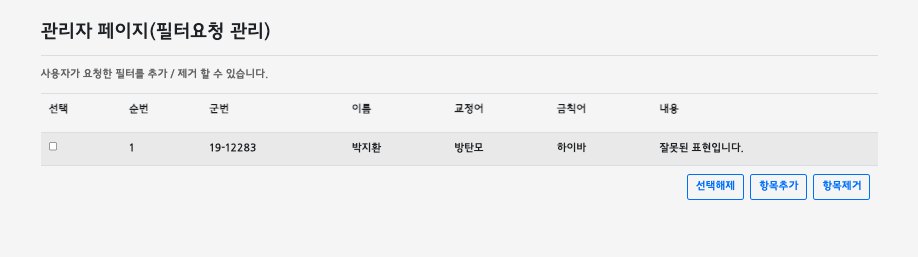 관리자 페이지(필터요청 관리)
사용자가 요청한 필터를 추가 / 제거 할 수 있습니다.
선택 순번 군번 이름 교정어 금칙어 내용
1 19-12283 박지환 방탄모 하이바 잘못된 표현입니다.
선택해제 항목추가 항목제거